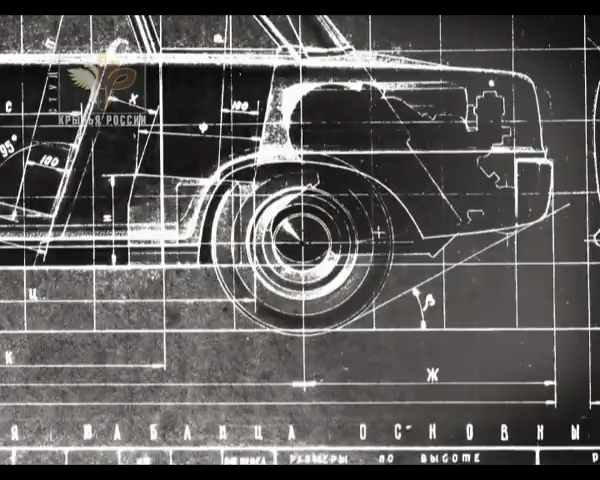 СТУДИЯ
КРЫЛЬЯ РОССИИ
С
К
100
95°
100
Ц
β
К
Ж
Я ТАБЛИЦА ОСНОВНЫ
РАЗМЕРЫ ПО ВЫСОТЕ